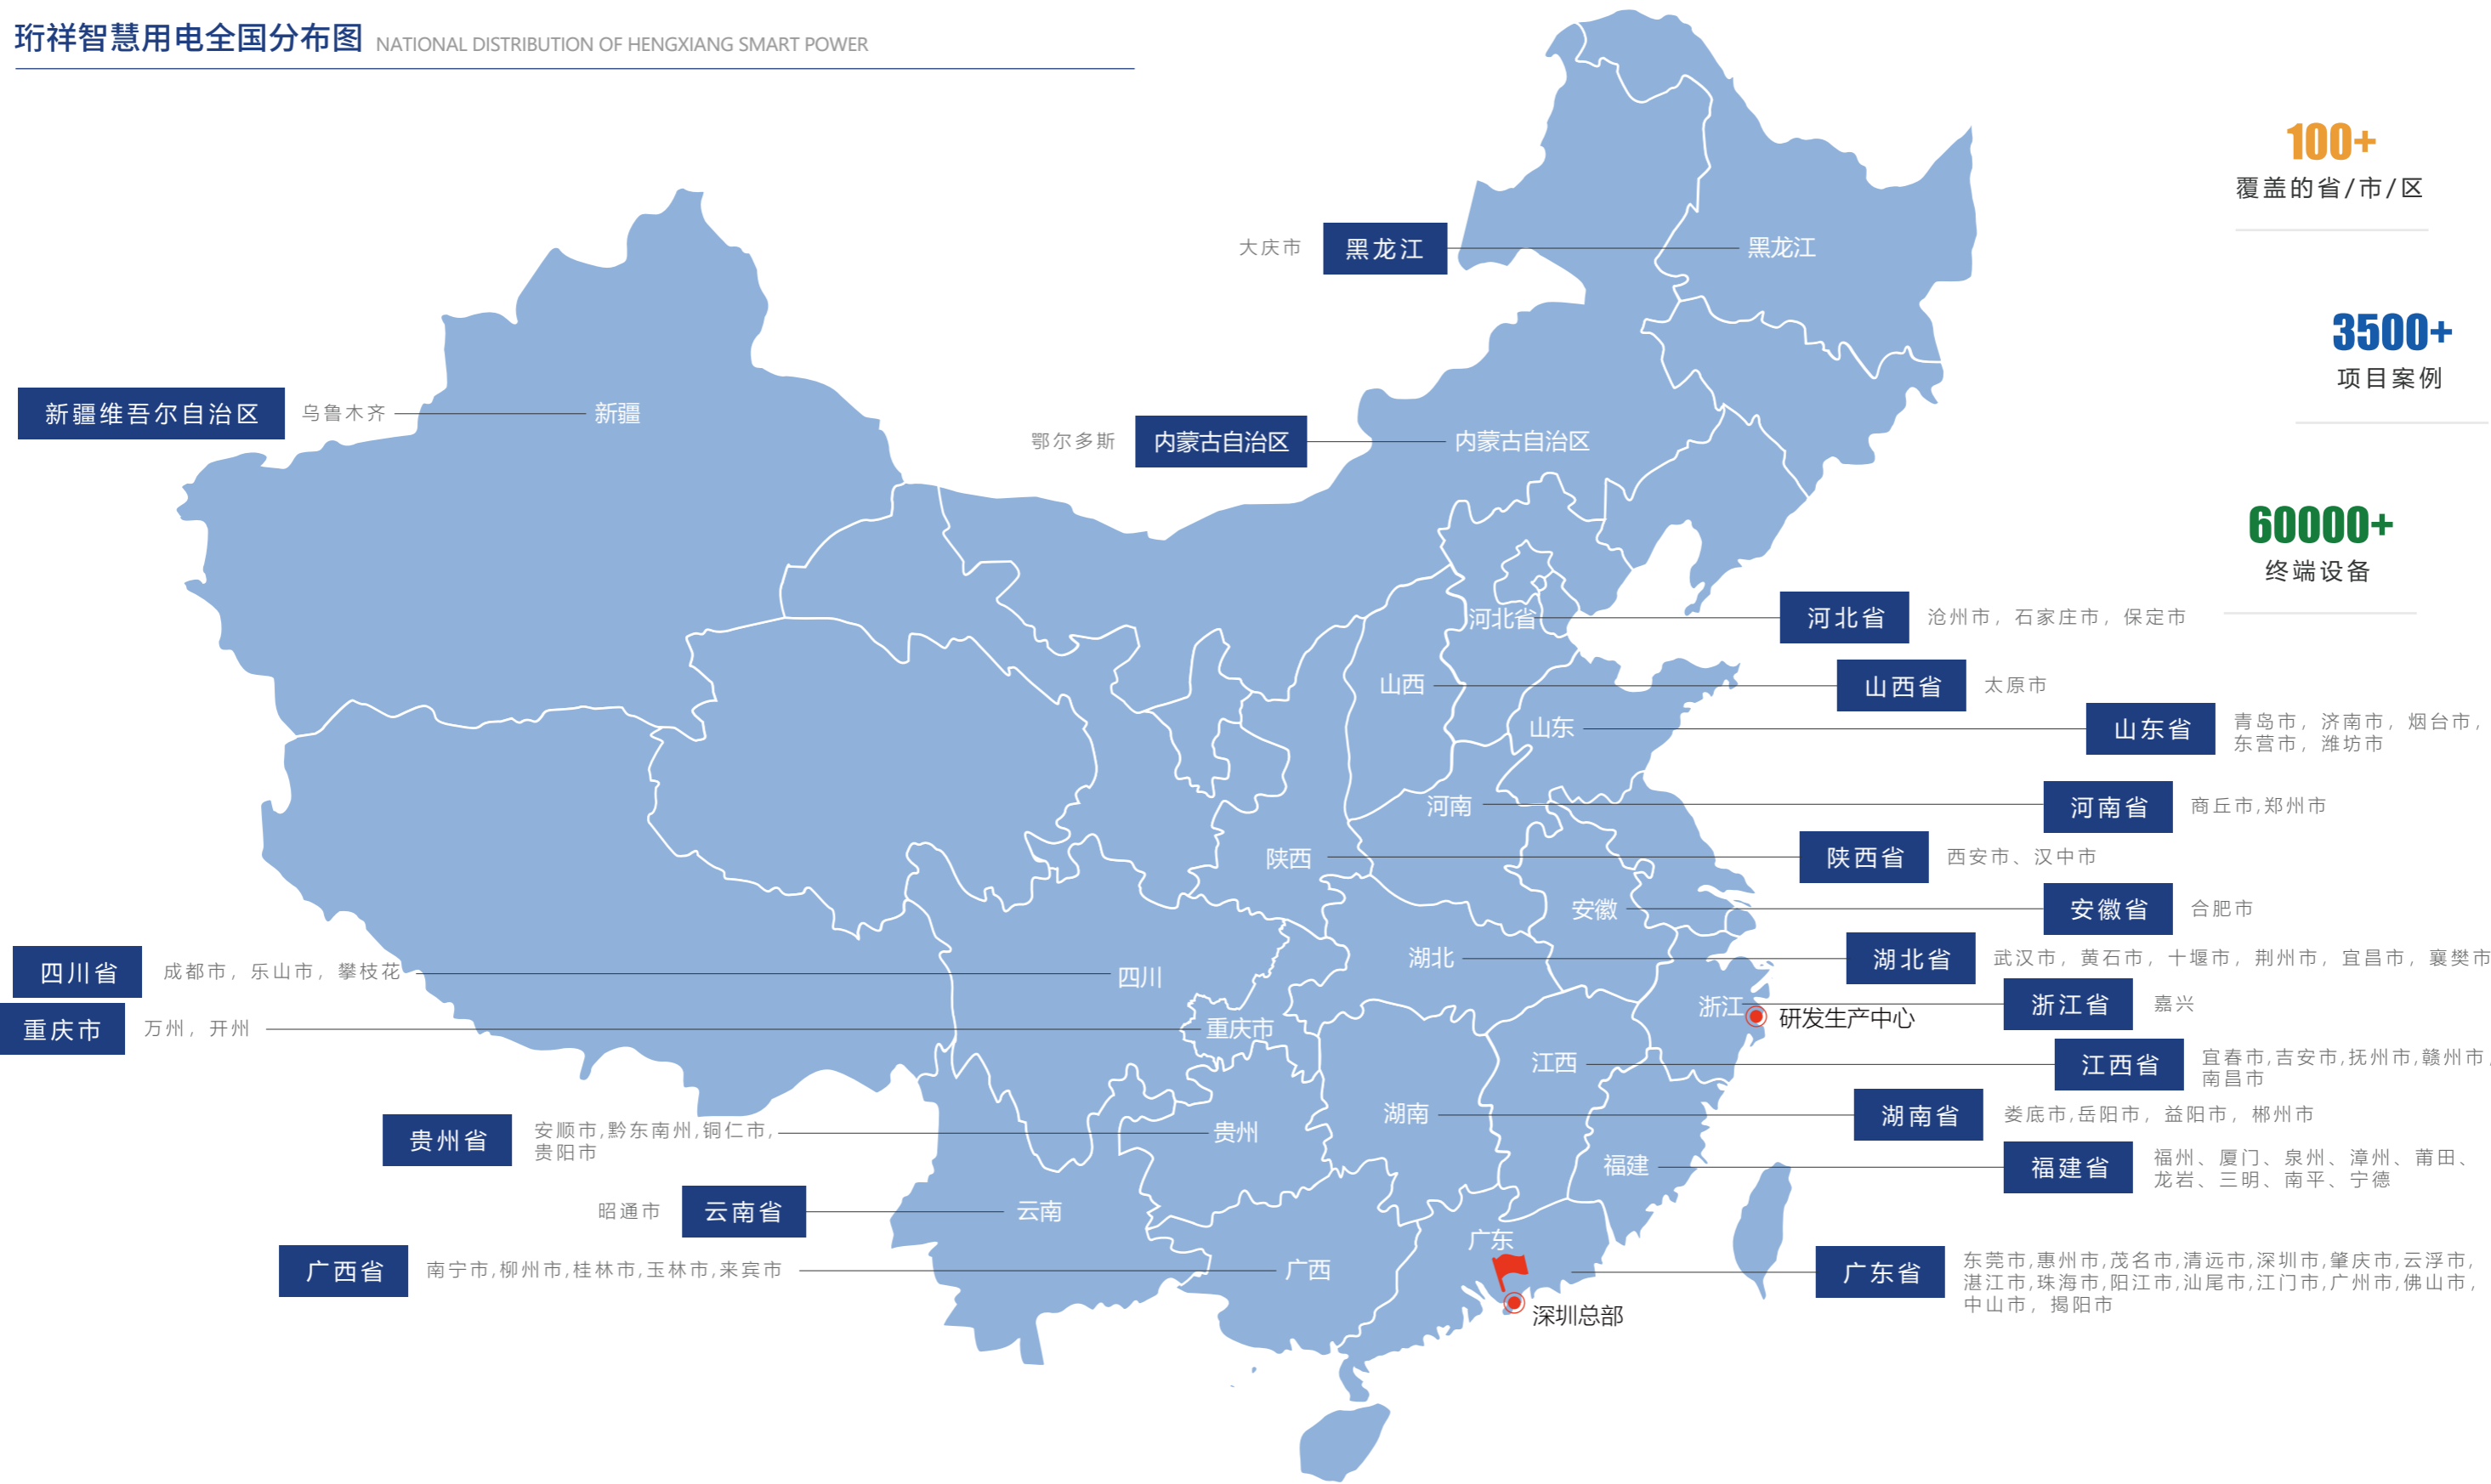 珩祥智慧用电全国分布图 NATIONAL DISTRIBUTION OF HENGXIANG SMART POWER
100+
覆盖的省/市/区
3500+
项目案例
60000+
终端设备
大庆市 黑龙江 黑龙江
新疆维吾尔自治区 乌鲁木齐 新疆
鄂尔多斯 内蒙古自治区 内蒙古自治区
河北省 河北省 沧州市，石家庄市，保定市
山西 山西省 太原市
山东 山东省 青岛市，济南市，烟台市，
东营市，潍坊市
河南 河南省 商丘市,郑州市
陕西 陕西省 西安市、汉中市
安徽 安徽省 合肥市
湖北 湖北省 武汉市，黄石市，十堰市，荆州市，宜昌市，襄樊市
四川省 成都市，乐山市，攀枝花 四川
浙江 浙江省 嘉兴
研发生产中心
重庆市 万州，开州 重庆市
江西 江西省 宜春市,吉安市,抚州市,赣州市,
南昌市
湖南 湖南省 娄底市,岳阳市，益阳市，郴州市
贵州省 安顺市,黔东南州,铜仁市,
贵阳市
贵州
福建 福建省 福州、厦门、泉州、漳州、莆田、
龙岩、三明、南平、宁德
昭通市 云南省 云南
广西省 南宁市,柳州市,桂林市,玉林市,来宾市 广西
广东
广东省 东莞市,惠州市,茂名市,清远市,深圳市,肇庆市,云浮市,
湛江市,珠海市,阳江市,汕尾市,江门市,广州市,佛山市,
中山市，揭阳市
深圳总部